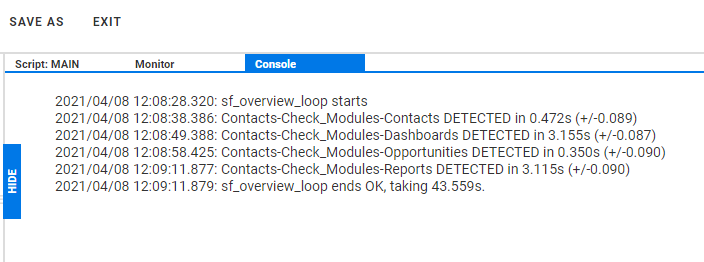 SAVE AS EXIT
Script: MAIN Monitor Console
2021/04/08 12:08:28.320: sf_overview_loop starts
2021/04/08 12:08:38.386: Contacts-Check_Modules-Contacts DETECTED in 0.472s (+/-0.089)
2021/04/08 12:08:49.388: Contacts-Check_Modules-Dashboards DETECTED in 3.155s (+/-0.087)
2021/04/08 12:08:58.425: Contacts-Check_Modules-Opportunities DETECTED in 0.350s (+/-0.090)
2021/04/08 12:09:11.877: Contacts-Check_Modules-Reports DETECTED in 3.115s (+/-0.090)
2021/04/08 12:09:11.879: sf_overview_loop ends OK, taking 43.559s.
HIDE